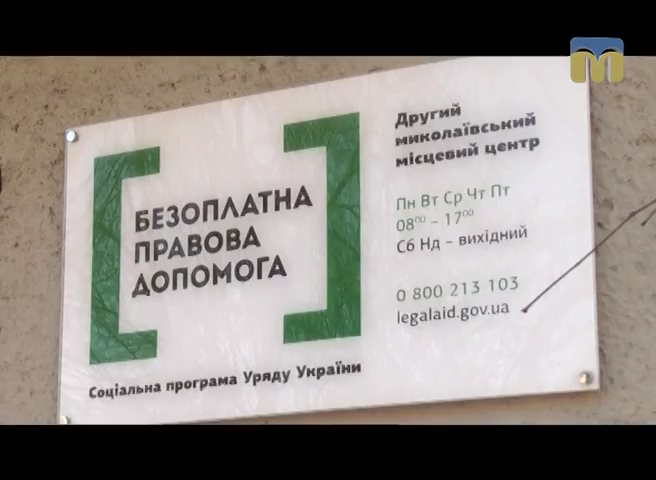 БЕЗОПЛАТНА
ПРАВОВА
ДОПОМОГА
Соціальна програма Уряду України
Другий
миколаївський
місцевий центр
Пн Вт Ср Чт Пт
08⁰⁰ – 17⁰⁰
Сб Нд – вихідний
0 800 213 103
legalaid.gov.ua